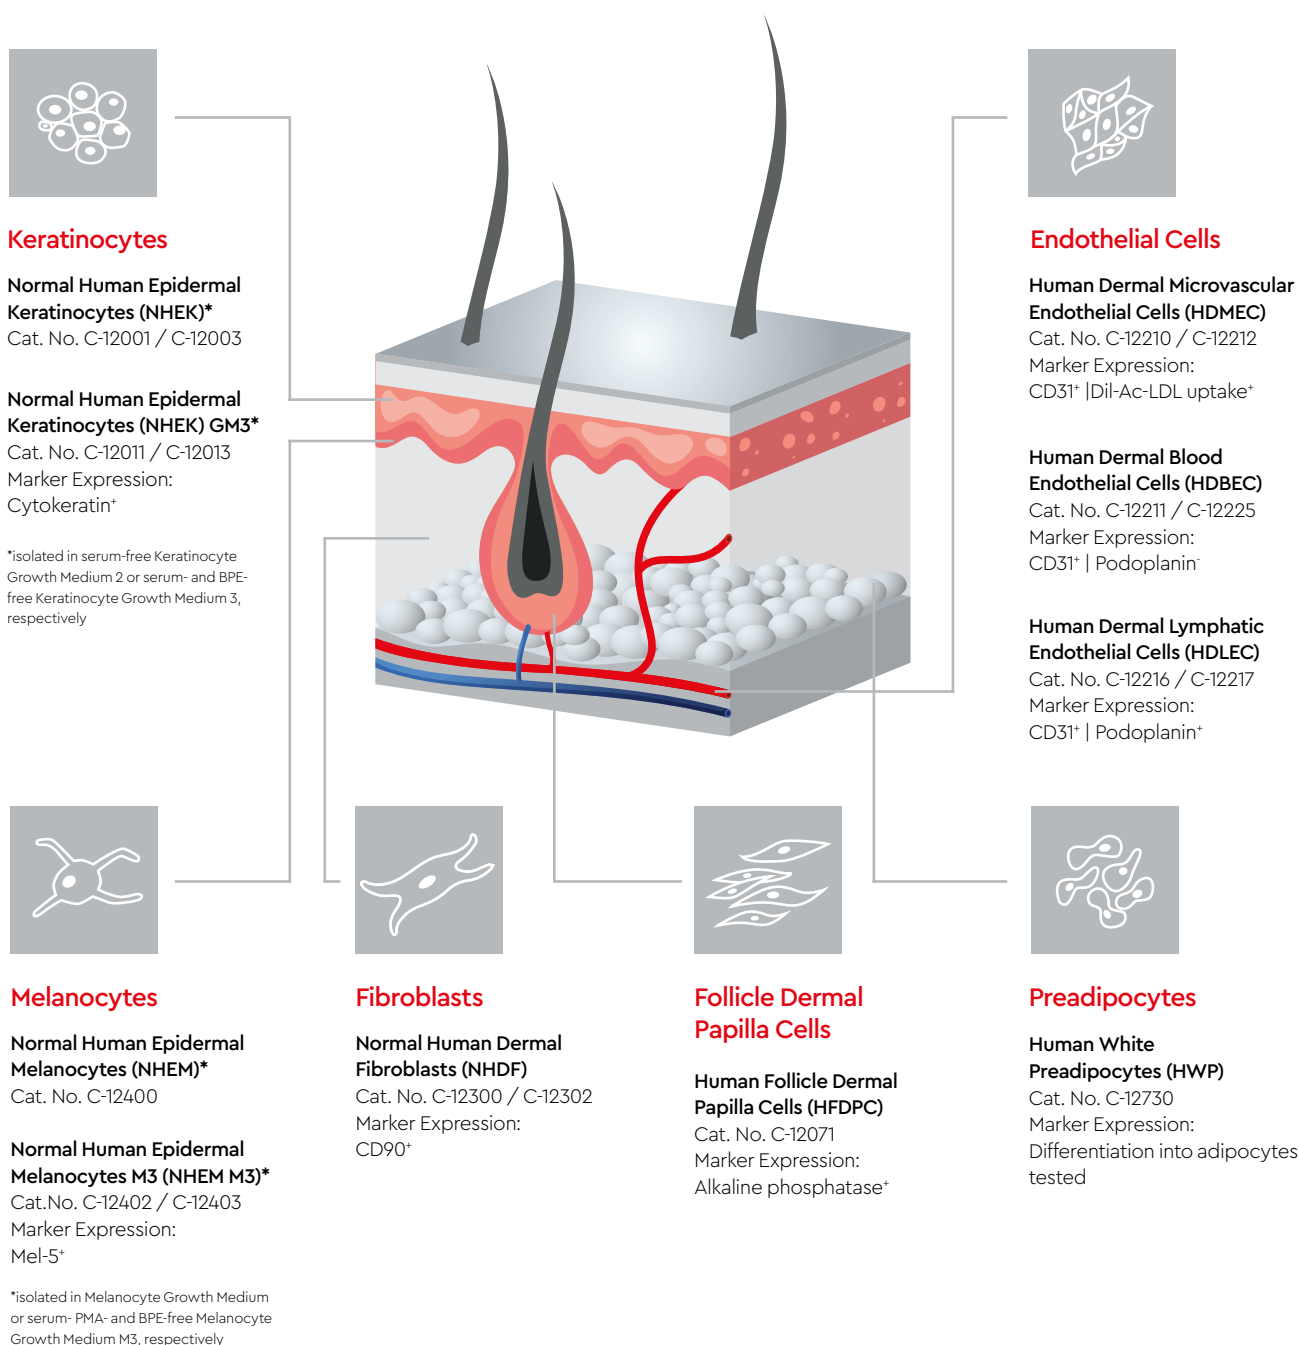 Keratinocytes
Normal Human Epidermal
Keratinocytes (NHEK)*
Cat. No. C-12001 / C-12003
Normal Human Epidermal
Keratinocytes (NHEK) GM3*
Cat. No. C-12011 / C-12013
Marker Expression:
Cytokeratin⁺
*isolated in serum-free Keratinocyte
Growth Medium 2 or serum- and BPE-
free Keratinocyte Growth Medium 3,
respectively
Endothelial Cells
Human Dermal Microvascular
Endothelial Cells (HDMEC)
Cat. No. C-12210 / C-12212
Marker Expression:
CD31⁺ |Dil-Ac-LDL uptake⁺
Human Dermal Blood
Endothelial Cells (HDBEC)
Cat. No. C-12211 / C-12225
Marker Expression:
CD31⁺ | Podoplanin⁻
Human Dermal Lymphatic
Endothelial Cells (HDLEC)
Cat. No. C-12216 / C-12217
Marker Expression:
CD31⁺ | Podoplanin⁺
Melanocytes
Normal Human Epidermal
Melanocytes (NHEM)*
Cat. No. C-12400
Normal Human Epidermal
Melanocytes M3 (NHEM M3)*
Cat.No. C-12402 / C-12403
Marker Expression:
Mel-5⁺
*isolated in Melanocyte Growth Medium
or serum- PMA- and BPE-free Melanocyte
Growth Medium M3, respectively
Fibroblasts
Normal Human Dermal
Fibroblasts (NHDF)
Cat. No. C-12300 / C-12302
Marker Expression:
CD90⁺
Follicle Dermal
Papilla Cells
Human Follicle Dermal
Papilla Cells (HFDPC)
Cat. No. C-12071
Marker Expression:
Alkaline phosphatase⁺
Preadipocytes
Human White
Preadipocytes (HWP)
Cat. No. C-12730
Marker Expression:
Differentiation into adipocytes
tested